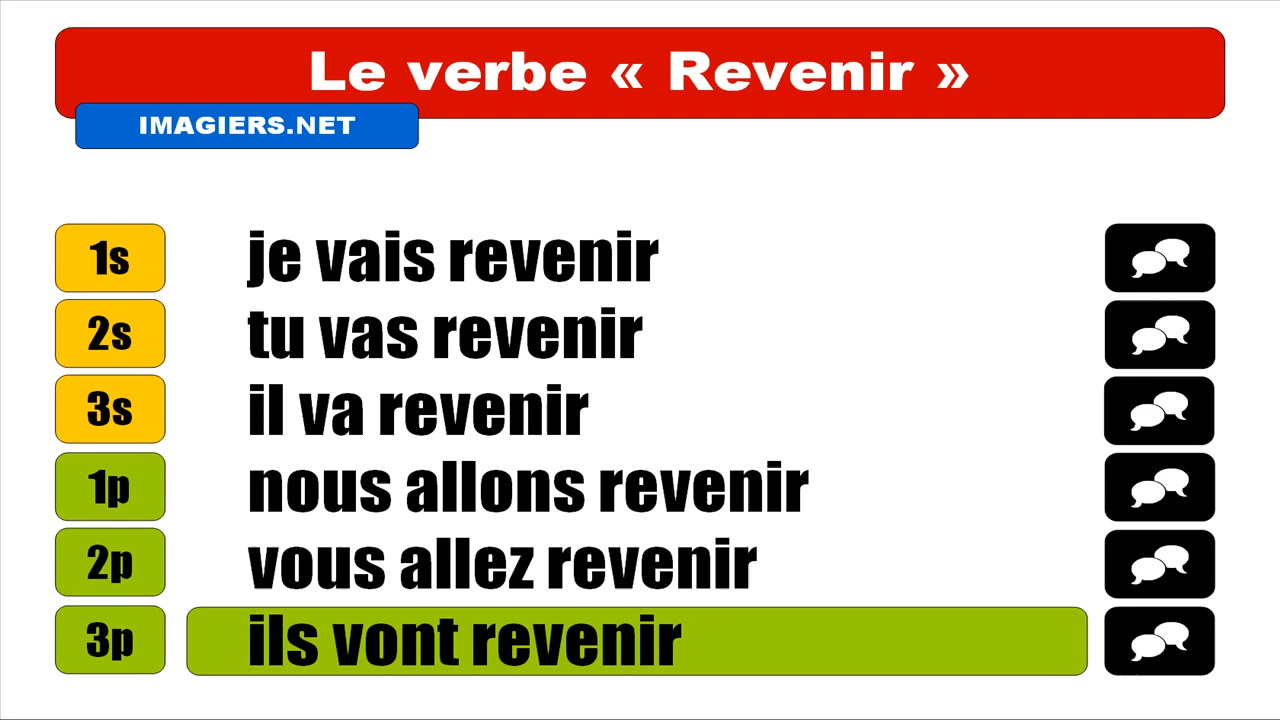 Le verbe « Revenir »
IMAGIERS.NET
1s je vais revenir
2s tu vas revenir
3s il va revenir
1p nous allons revenir
2p vous allez revenir
3p ils vont revenir